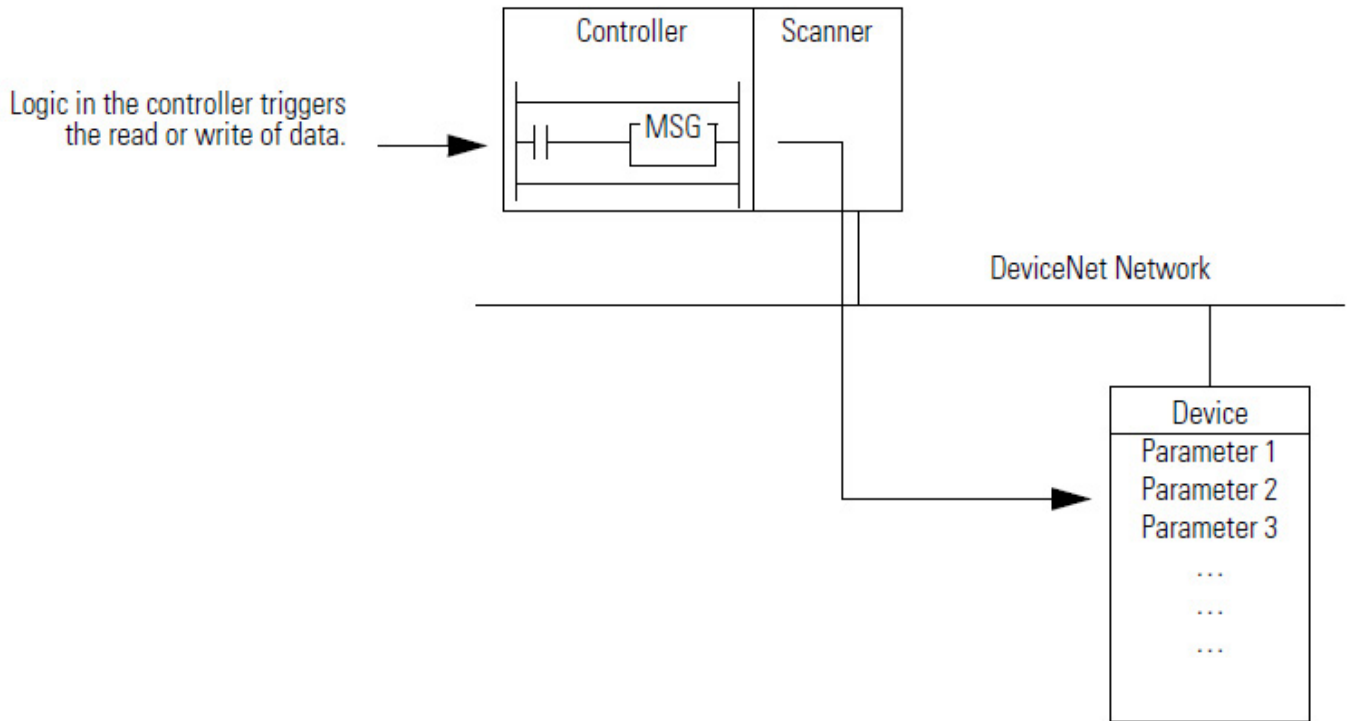 Controller
Scanner
Logic in the controller triggers
the read or write of data.
MSG
DeviceNet Network
Device
Parameter 1
Parameter 2
Parameter 3
...
...
...